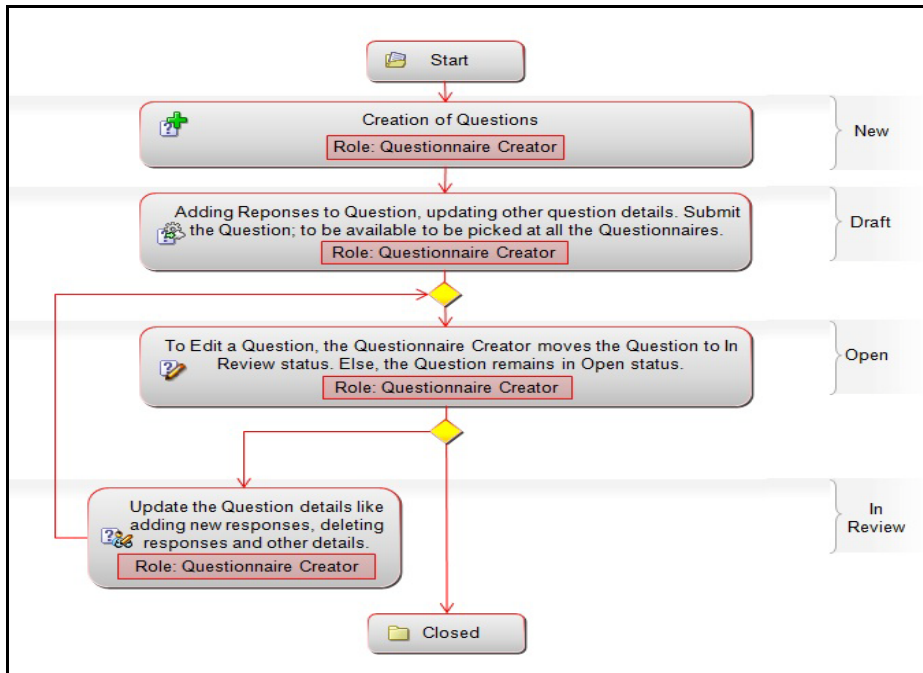 Start
Creation of Questions
Role: Questionnaire Creator
New
Adding Reponses to Question, updating other question details. Submit
the Question; to be available to be picked at all the Questionnaires.
Role: Questionnaire Creator
Draft
To Edit a Question, the Questionnaire Creator moves the Question to In
Review status. Else, the Question remains in Open status.
Role: Questionnaire Creator
Open
Update the Question details like
adding new responses, deleting
responses and other details.
Role: Questionnaire Creator
In
Review
Closed